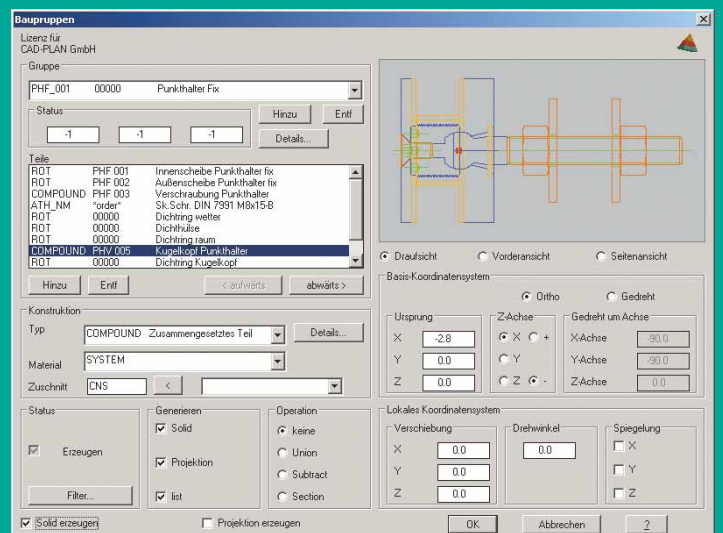 Baupruppen
Lizenz für
CAD-PLAN GmbH
Gruppe
PHF_001 00000 Punkthalter Fix
Status
-1 -1 -1
Hinzu Entf
Details...
Teile
ROT PHF 001 Innenscheibe Punkthalter fix
ROT PHF 002 Außenscheibe Punkthalter fix
COMPOUND PHF 003 Verschraubung Punkthalter
ATH_NM *order* Sk.Schr. DIN 7991 M8x15-B
ROT 00000 Dichtring wetter
ROT 00000 Dichthülse
ROT 00000 Dichtring raum
COMPOUND PHV 005 Kugelkopf Punkthalter
ROT 00000 Dichtring Kugelkopf
Hinzu Entf < aufwärts abwärts >
Konstruktion
Typ COMPOUND Zusammengesetztes Teil Details...
Material SYSTEM
Zuschnitt CNS <
Status
Erzeugen
Filter...
Generieren
Solid
Projektion
list
Operation
keine
Union
Subtract
Section
Solid erzeugen Projektion erzeugen
Draufsicht Vorderansicht Seitenansicht
Basis-Koordinatensystem
Ortho Gedreht
Ursprung
X -2.8
Y 0.0
Z 0.0
Z-Achse
X +
Y
Z -
Gedreht um Achse
X-Achse -90.0
Y-Achse -90.0
Z-Achse 0.0
Lokales Koordinatensystem
Verschiebung
X 0.0
Y 0.0
Z 0.0
Drehwinkel
0.0
Spiegelung
X
Y
Z
OK Abbrechen ?